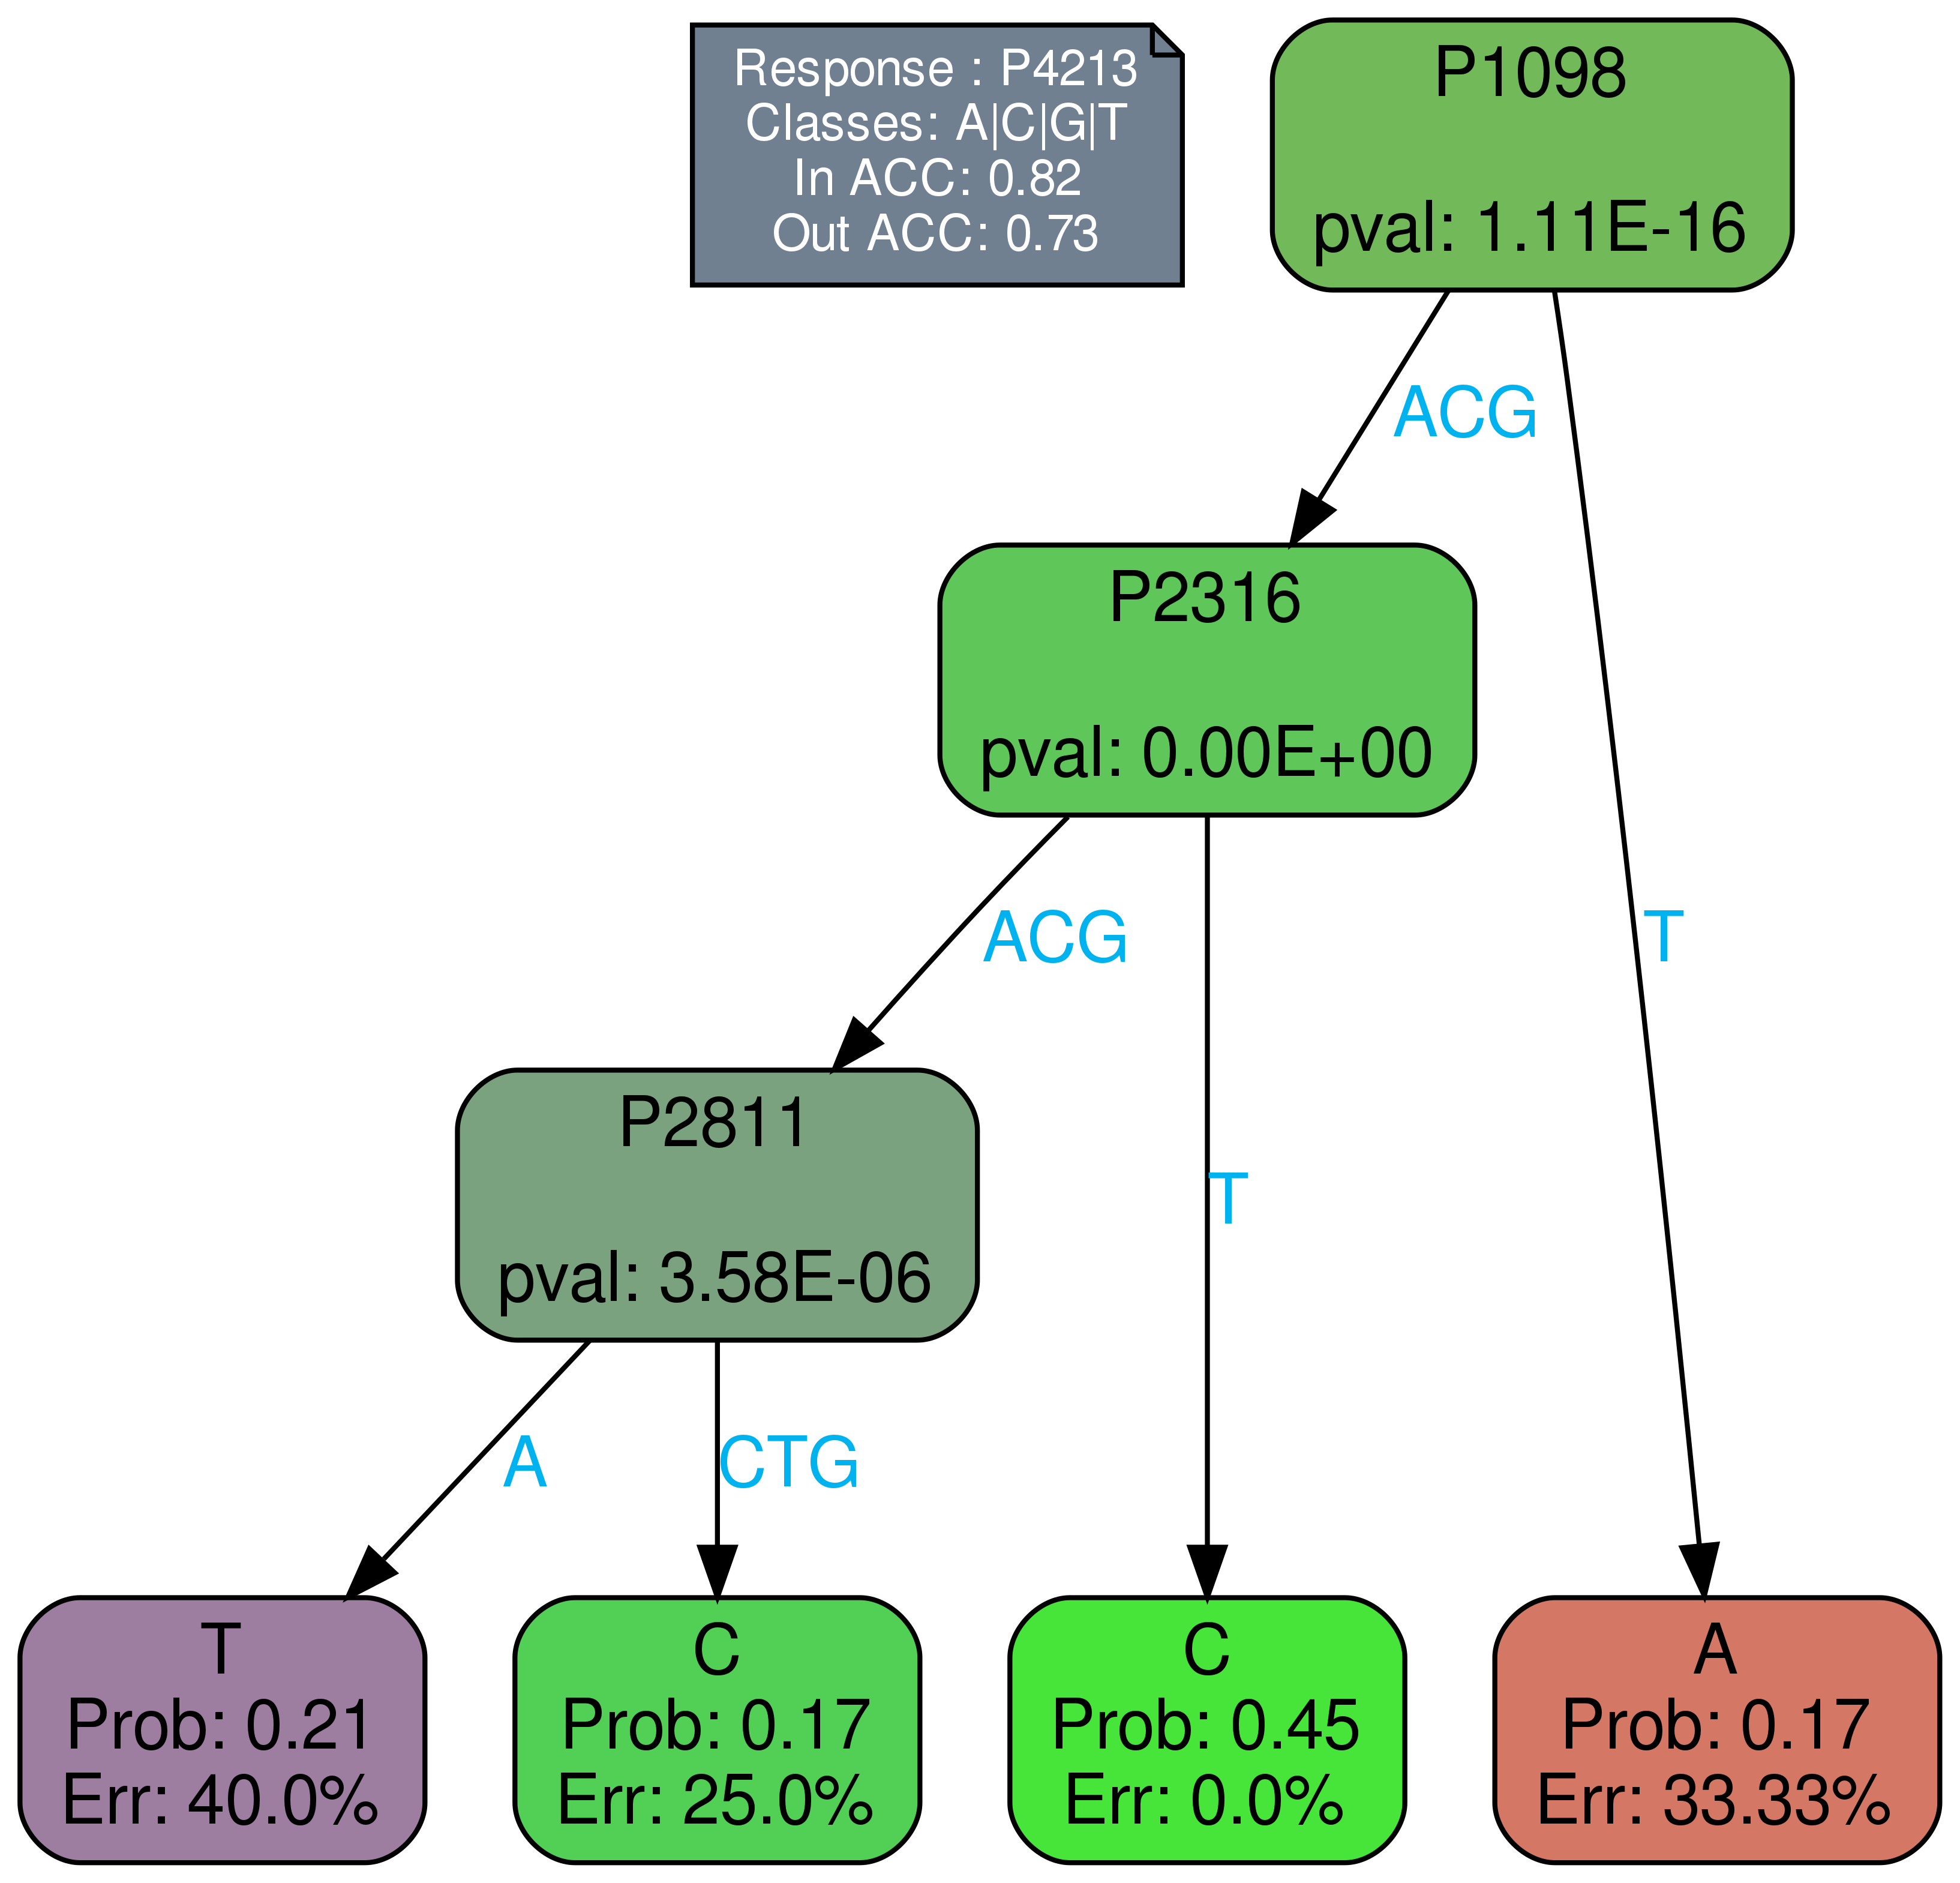 Response : P4213
Classes: A|C|G|T
In ACC: 0.82
Out ACC: 0.73
P1098
pval: 1.11E-16
ACG
T
P2316
pval: 0.00E+00
ACG
T
P2811
pval: 3.58E-06
A
CTG
T
Prob: 0.21
Err: 40.0%
C
Prob: 0.17
Err: 25.0%
C
Prob: 0.45
Err: 0.0%
A
Prob: 0.17
Err: 33.33%